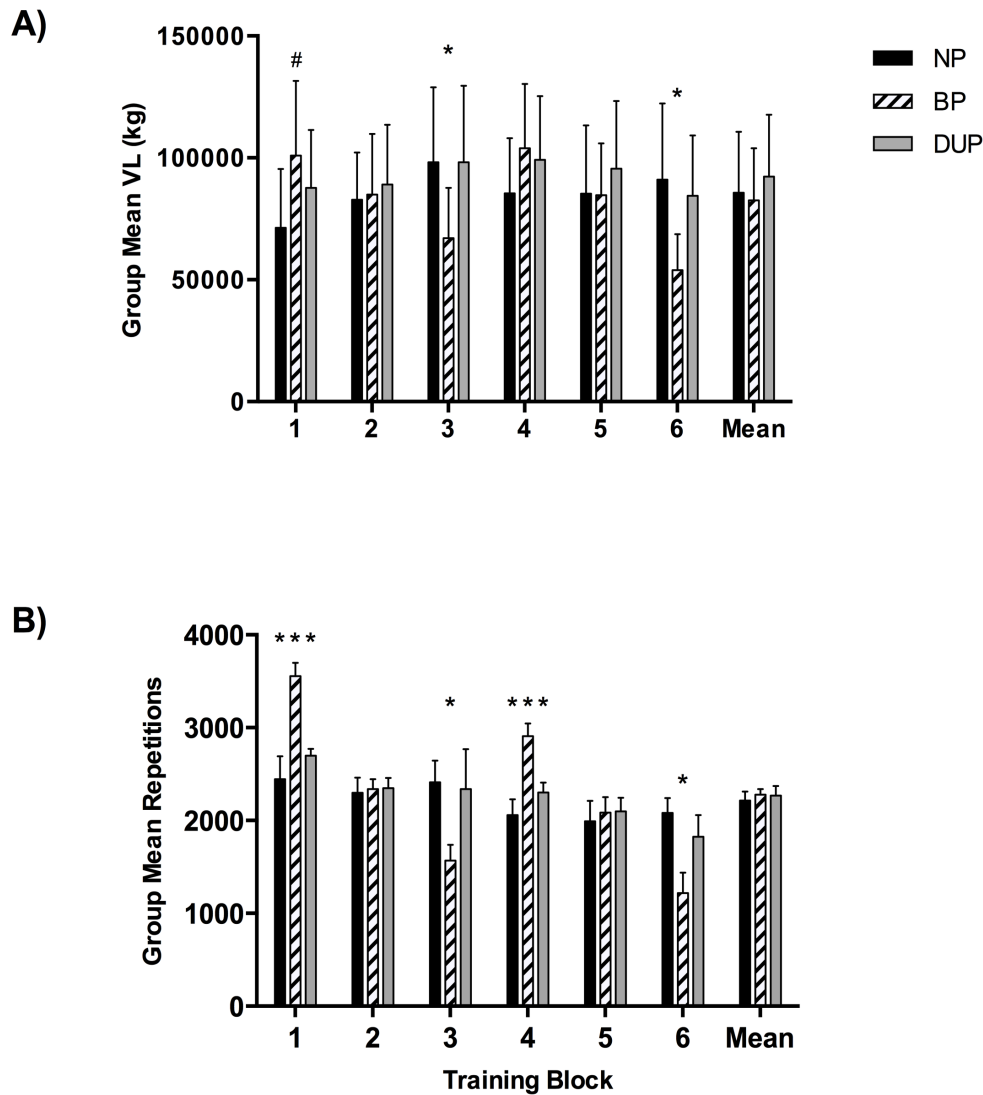 A)
Group Mean VL (kg)
150000
100000
50000
0
#
*
*
1 2 3 4 5 6 Mean
NP
BP
DUP
B)
Group Mean Repetitions
4000
3000
2000
1000
0
* * *
*
* * *
*
1 2 3 4 5 6 Mean
Training Block